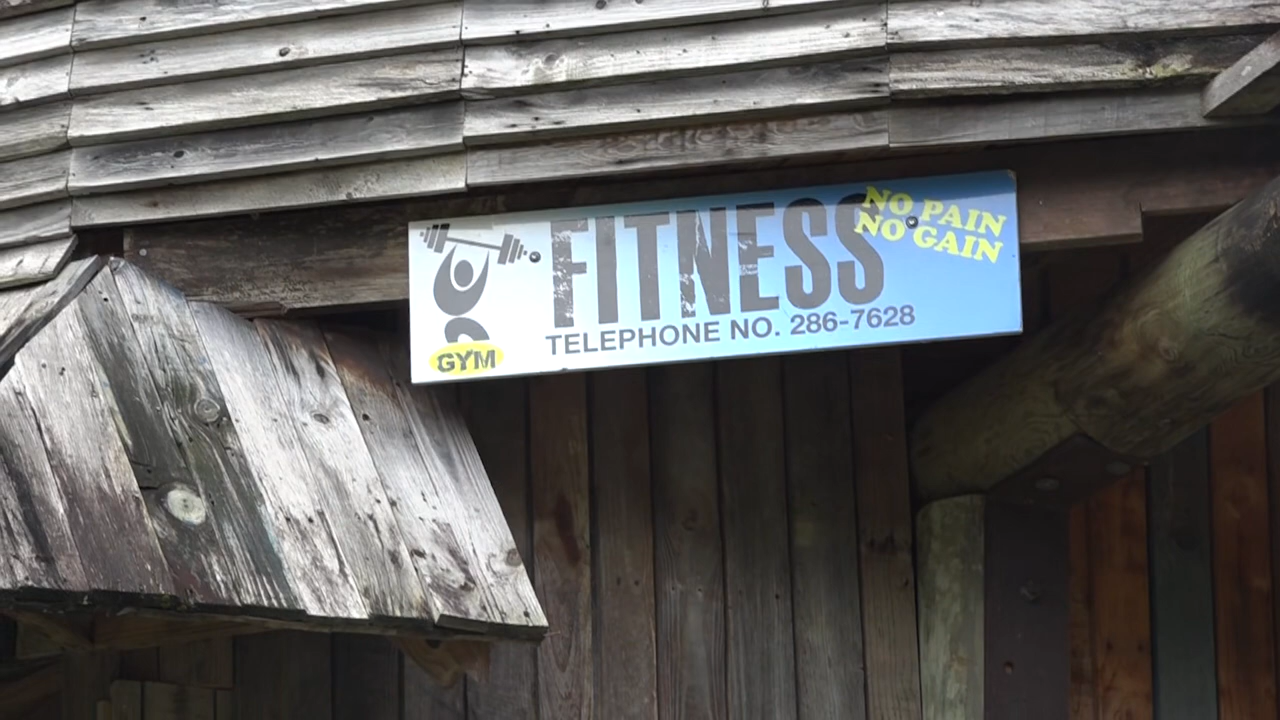 FITNESS
NO PAIN
NO GAIN
TELEPHONE NO. 286-7628
GYM